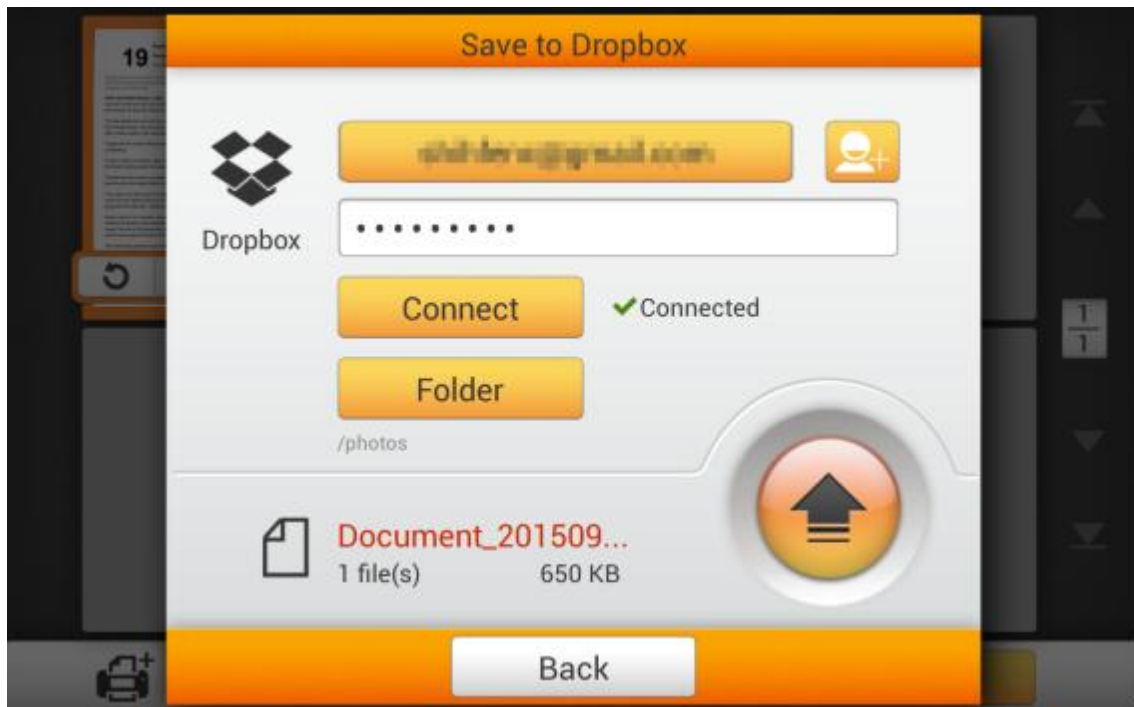 Save to Dropbox
19
Dropbox
Connect
Connected
Folder
/photos
1
1
Document_201509...
1 file(s) 650 KB
Back